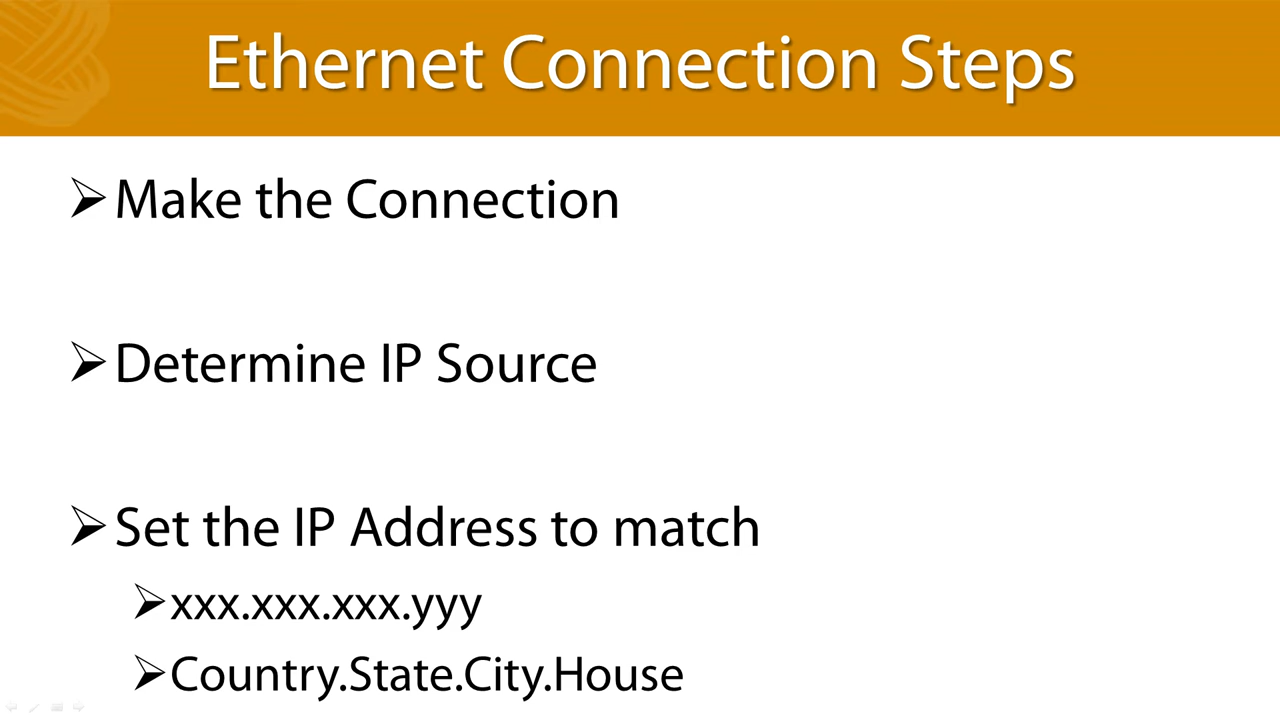 Ethernet Connection Steps
Make the Connection
Determine IP Source
Set the IP Address to match
xxx.xxx.xxx.yyy
Country.State.City.House